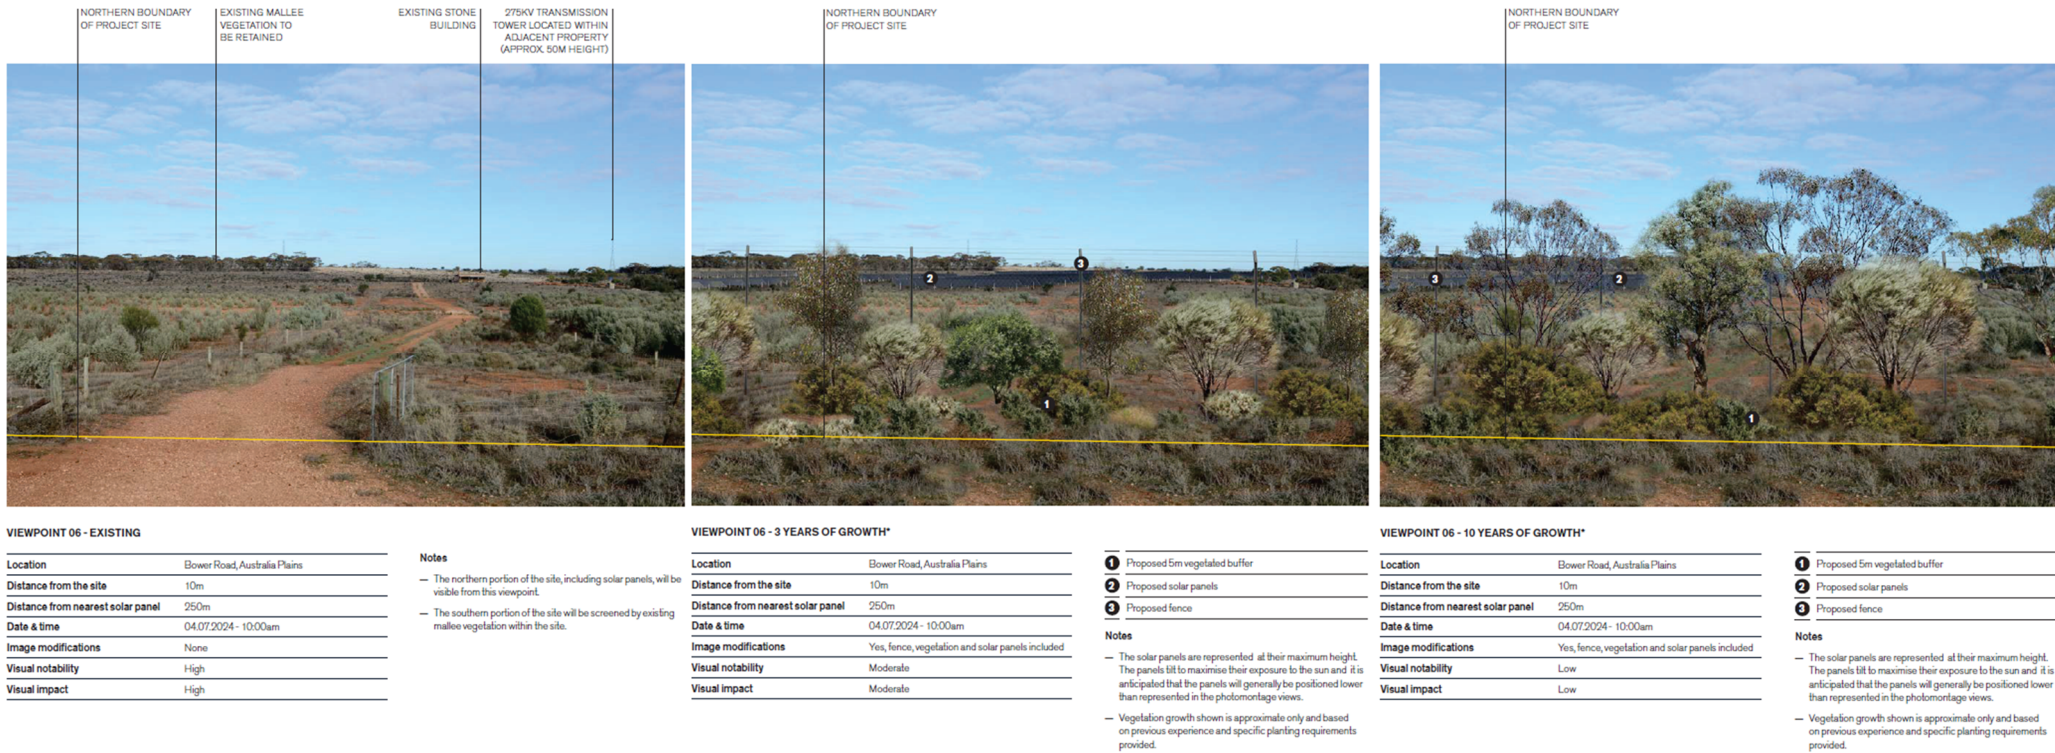 NORTHERN BOUNDARY
OF PROJECT SITE
EXISTING MALLEE
VEGETATION TO
BE RETAINED
EXISTING STONE
BUILDING
275KV TRANSMISSION
TOWER LOCATED WITHIN
ADJACENT PROPERTY
(APPROX. 50M HEIGHT)
NORTHERN BOUNDARY
OF PROJECT SITE
NORTHERN BOUNDARY
OF PROJECT SITE
2
3
1
3
2
1
VIEWPOINT 06 - EXISTING
Location Bower Road, Australia Plains
Distance from the site 10m
Distance from nearest solar panel 250m
Date & time 04.07.2024 - 10:00am
Image modifications None
Visual notability High
Visual impact High
Notes
— The northern portion of the site, including solar panels, will be
visible from this viewpoint.
— The southern portion of the site will be screened by existing
mallee vegetation within the site.
VIEWPOINT 06 - 3 YEARS OF GROWTH*
Location Bower Road, Australia Plains
Distance from the site 10m
Distance from nearest solar panel 250m
Date & time 04.07.2024 - 10:00am
Image modifications Yes, fence, vegetation and solar panels included
Visual notability Moderate
Visual impact Moderate
1 Proposed 5m vegetated buffer
2 Proposed solar panels
3 Proposed fence
Notes
— The solar panels are represented at their maximum height.
The panels tilt to maximise their exposure to the sun and it is
anticipated that the panels will generally be positioned lower
than represented in the photomontage views.
— Vegetation growth shown is approximate only and based
on previous experience and specific planting requirements
provided.
VIEWPOINT 06 - 10 YEARS OF GROWTH*
Location Bower Road, Australia Plains
Distance from the site 10m
Distance from nearest solar panel 250m
Date & time 04.07.2024 - 10:00am
Image modifications Yes, fence, vegetation and solar panels included
Visual notability Low
Visual impact Low
1 Proposed 5m vegetated buffer
2 Proposed solar panels
3 Proposed fence
Notes
— The solar panels are represented at their maximum height.
The panels tilt to maximise their exposure to the sun and it is
anticipated that the panels will generally be positioned lower
than represented in the photomontage views.
— Vegetation growth shown is approximate only and based
on previous experience and specific planting requirements
provided.